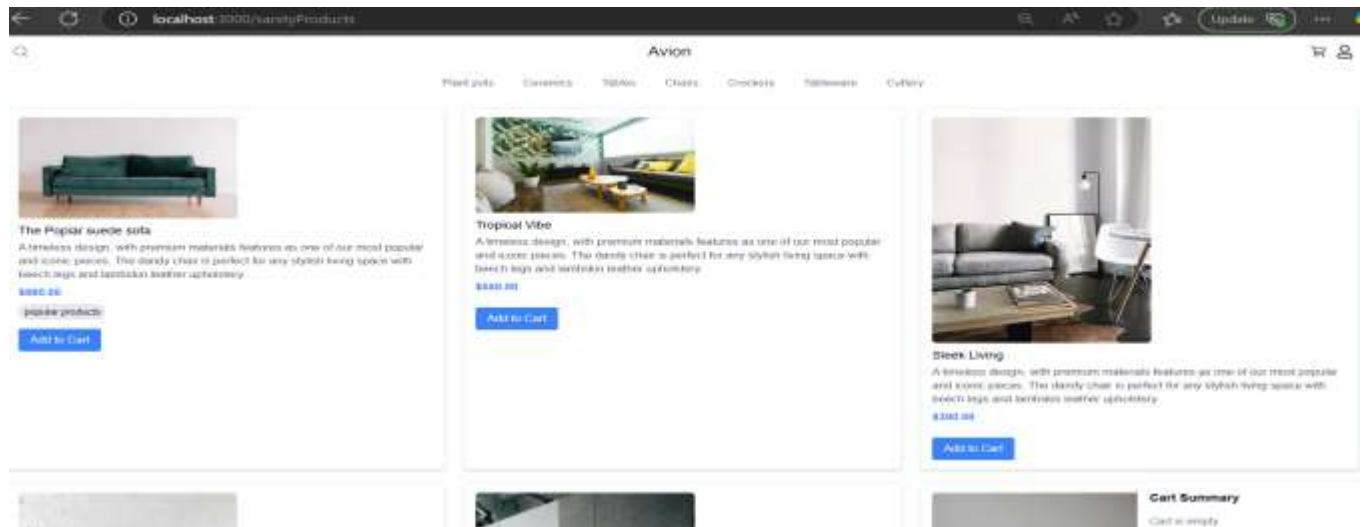 localhost:3000/sanityProducts
Update
Avion
Plant pots Ceramics Tables Chairs Crockery Tableware Cutlery
The Poplar suede sofa
A timeless design, with premium materials features as one of our most popular
and iconic pieces. The dandy chair is perfect for any stylish living space with
beech legs and lambskin leather upholstery.
popular products
Add to Cart
Tropical Vibe
A timeless design, with premium materials features as one of our most popular
and iconic pieces. The dandy chair is perfect for any stylish living space with
beech legs and lambskin leather upholstery.
Add to Cart
Sleek Living
A timeless design, with premium materials features as one of our most popular
and iconic pieces. The dandy chair is perfect for any stylish living space with
beech legs and lambskin leather upholstery.
Add to Cart
Cart Summary
Cart is empty